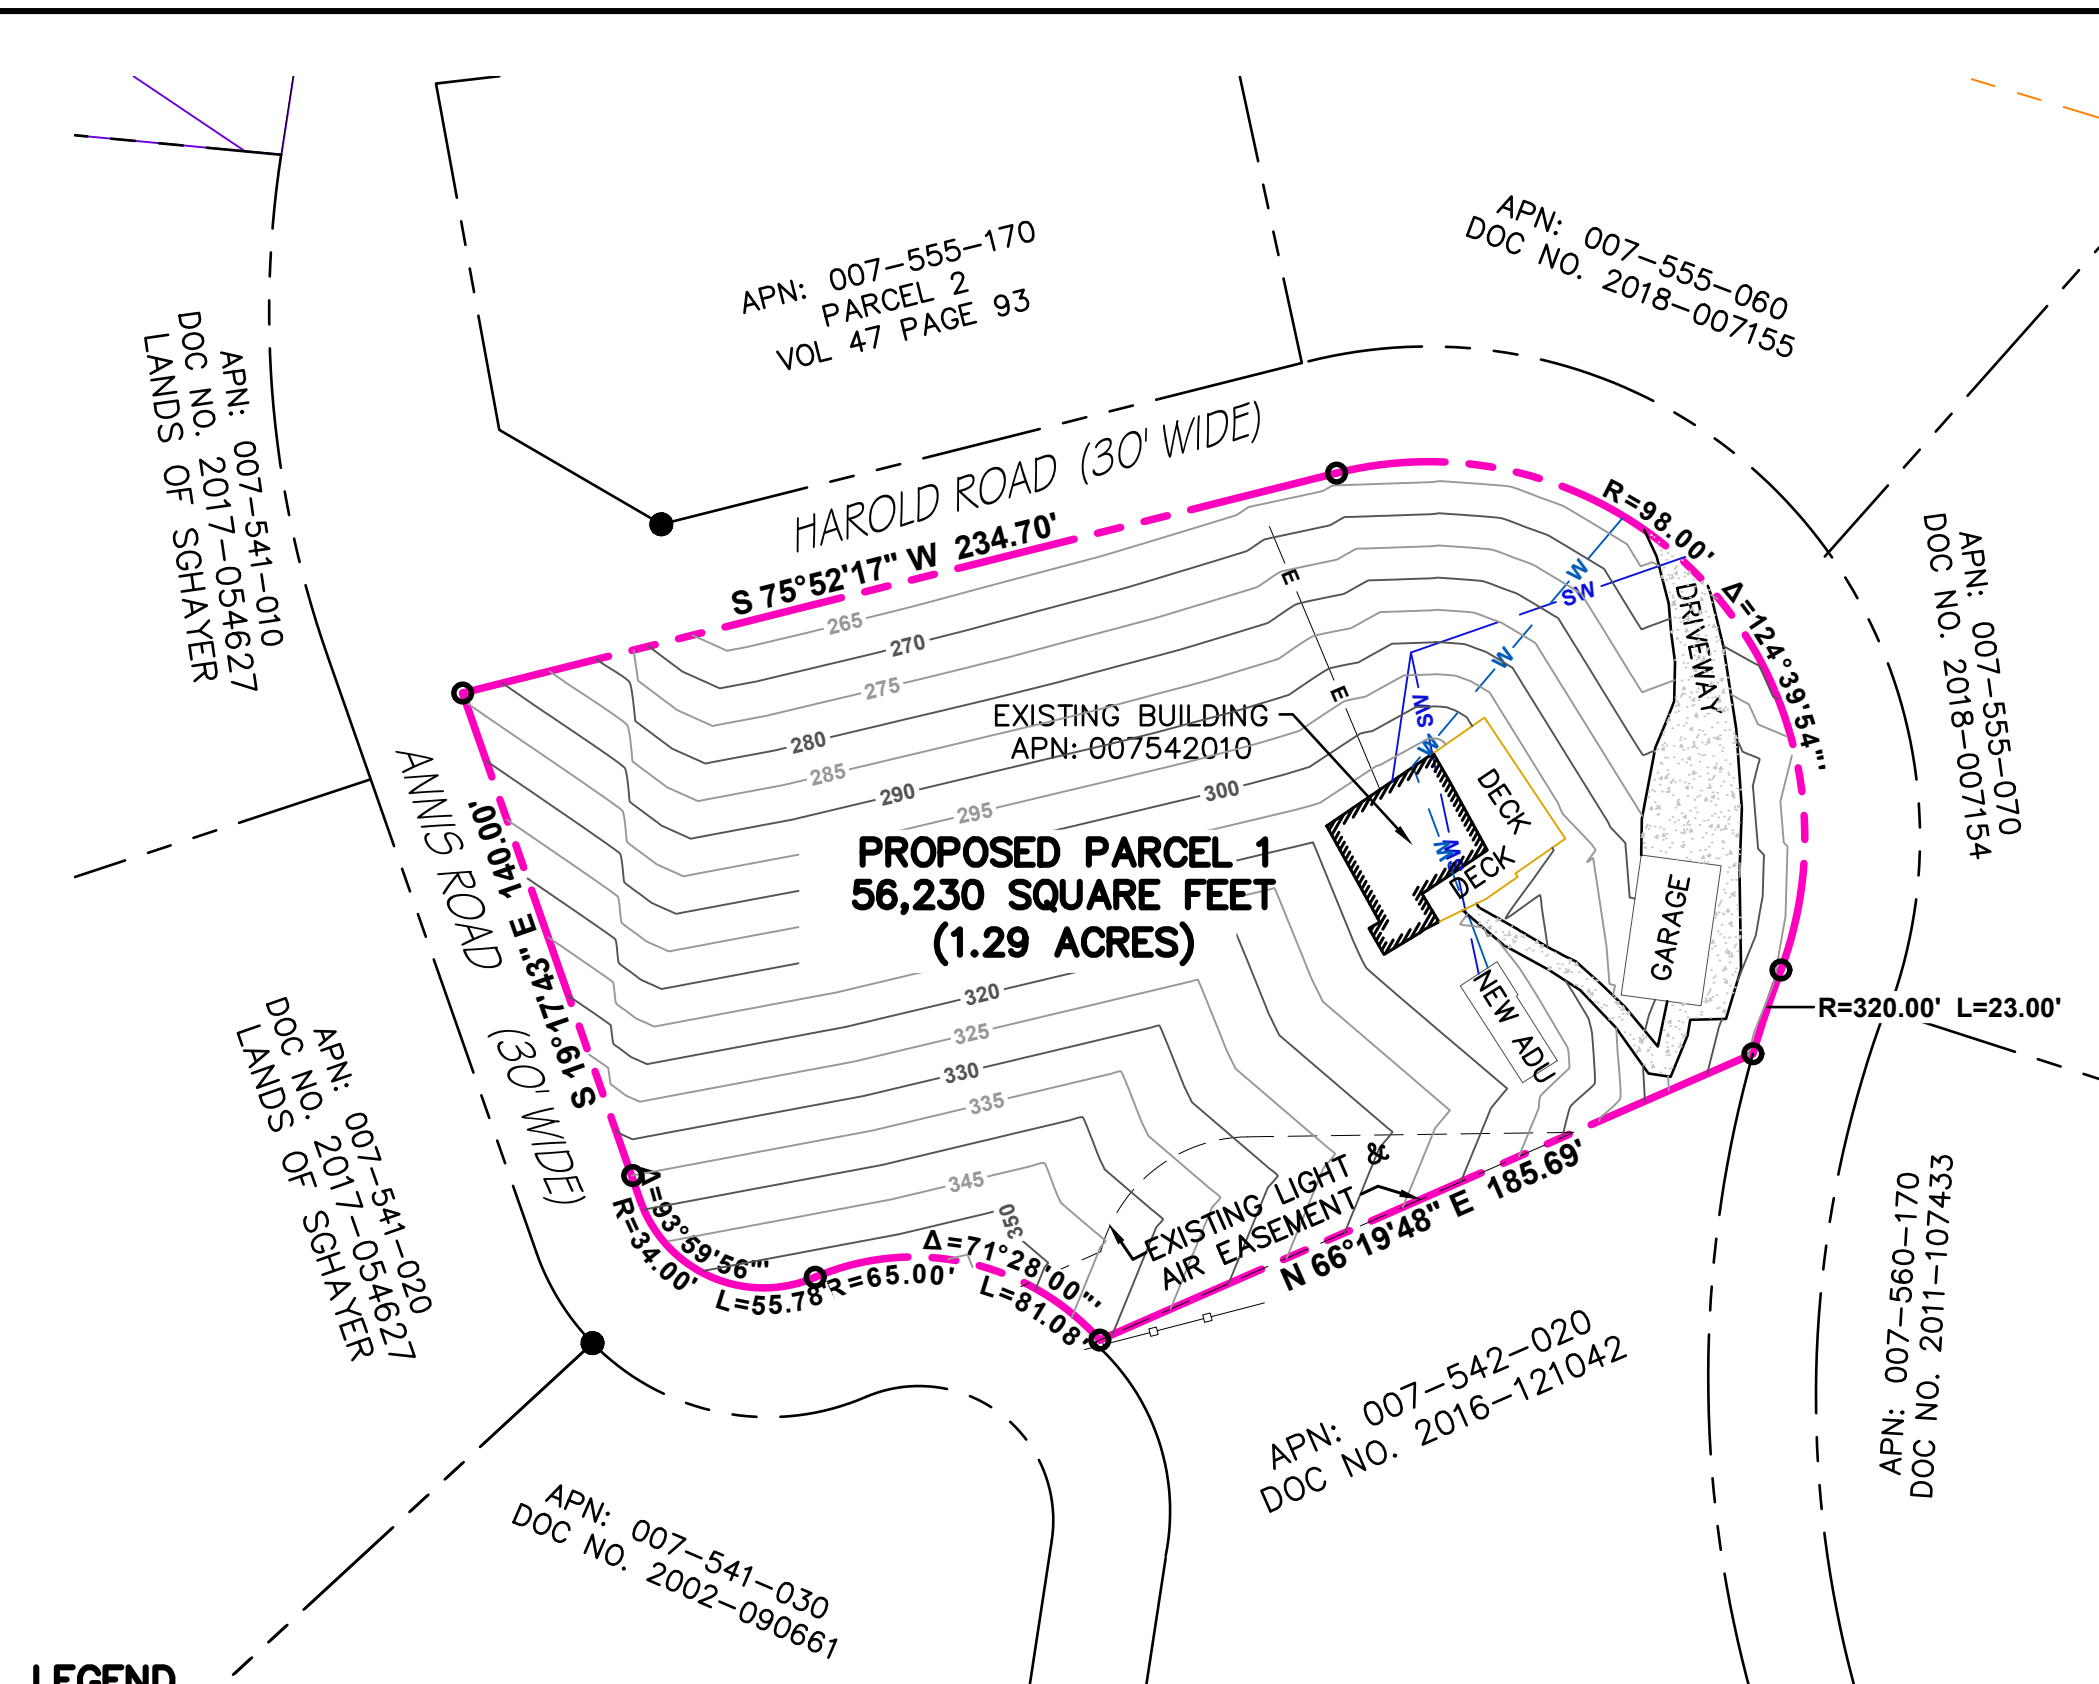 APN: 007-555-170
PARCEL 2
VOL 47 PAGE 93
APN: 007-555-060
DOC NO. 2018-007155
APN: 007-541-010
DOC NO. 2017-054627
LANDS OF SGHAYER
HAROLD ROAD (30' WIDE)
S 75°52'17" W 234.70'
R=98.00'
Δ=124°39'54"'
APN: 007-555-070
DOC NO. 2018-007154
265
270
275
280
285
290
295
300
E
E
W
SW
W
SW
W
W
SW
DRIVEWAY
EXISTING BUILDING
APN: 007542010
DECK
DECK
GARAGE
NEW ADU
PROPOSED PARCEL 1
56,230 SQUARE FEET
(1.29 ACRES)
ANNIS ROAD (30' WIDE)
S 19°17'43" E 140.00'
320
325
330
335
345
350
R=320.00' L=23.00'
APN: 007-541-020
DOC NO. 2017-054627
LANDS OF SGHAYER
Δ=93°59'56"'
R=34.00'
L=55.78'
R=65.00'
Δ=71°28'00"'
L=81.08'
EXISTING LIGHT &
AIR EASEMENT
N 66°19'48" E 185.69'
APN: 007-560-170
DOC NO. 2011-107433
APN: 007-542-020
DOC NO. 2016-121042
APN: 007-541-030
DOC NO. 2002-090661
LEGEND